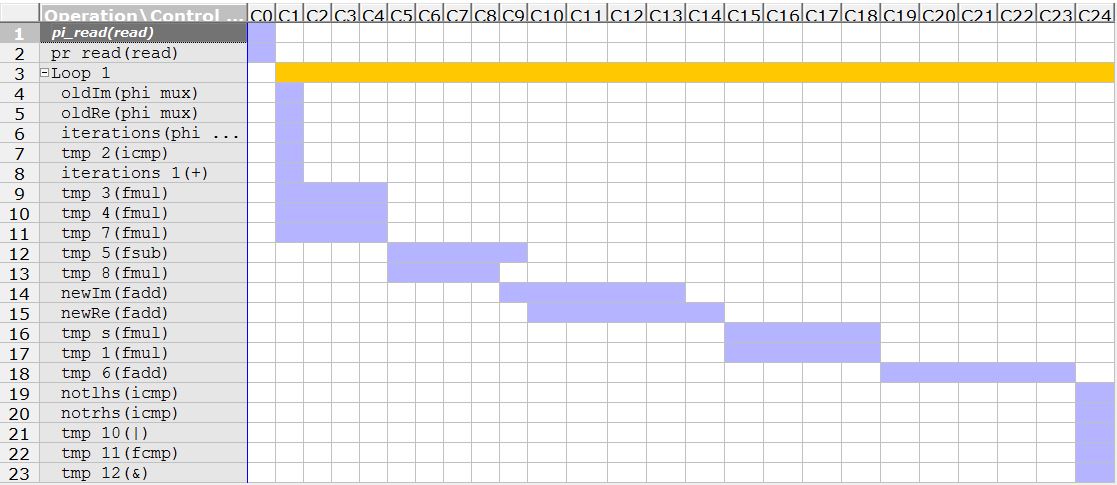 Operation\Control ... C0 C1 C2 C3 C4 C5 C6 C7 C8 C9 C10 C11 C12 C13 C14 C15 C16 C17 C18 C19 C20 C21 C22 C23 C24
1 pi_read(read)
2 pr read(read)
3 Loop 1
4 oldIm(phi mux)
5 oldRe(phi mux)
6 iterations(phi ...
7 tmp 2(icmp)
8 iterations 1(+)
9 tmp 3(fmul)
10 tmp 4(fmul)
11 tmp 7(fmul)
12 tmp 5(fsub)
13 tmp 8(fmul)
14 newIm(fadd)
15 newRe(fadd)
16 tmp s(fmul)
17 tmp 1(fmul)
18 tmp 6(fadd)
19 notlhs(icmp)
20 notrhs(icmp)
21 tmp 10(|)
22 tmp 11(fcmp)
23 tmp 12(&)